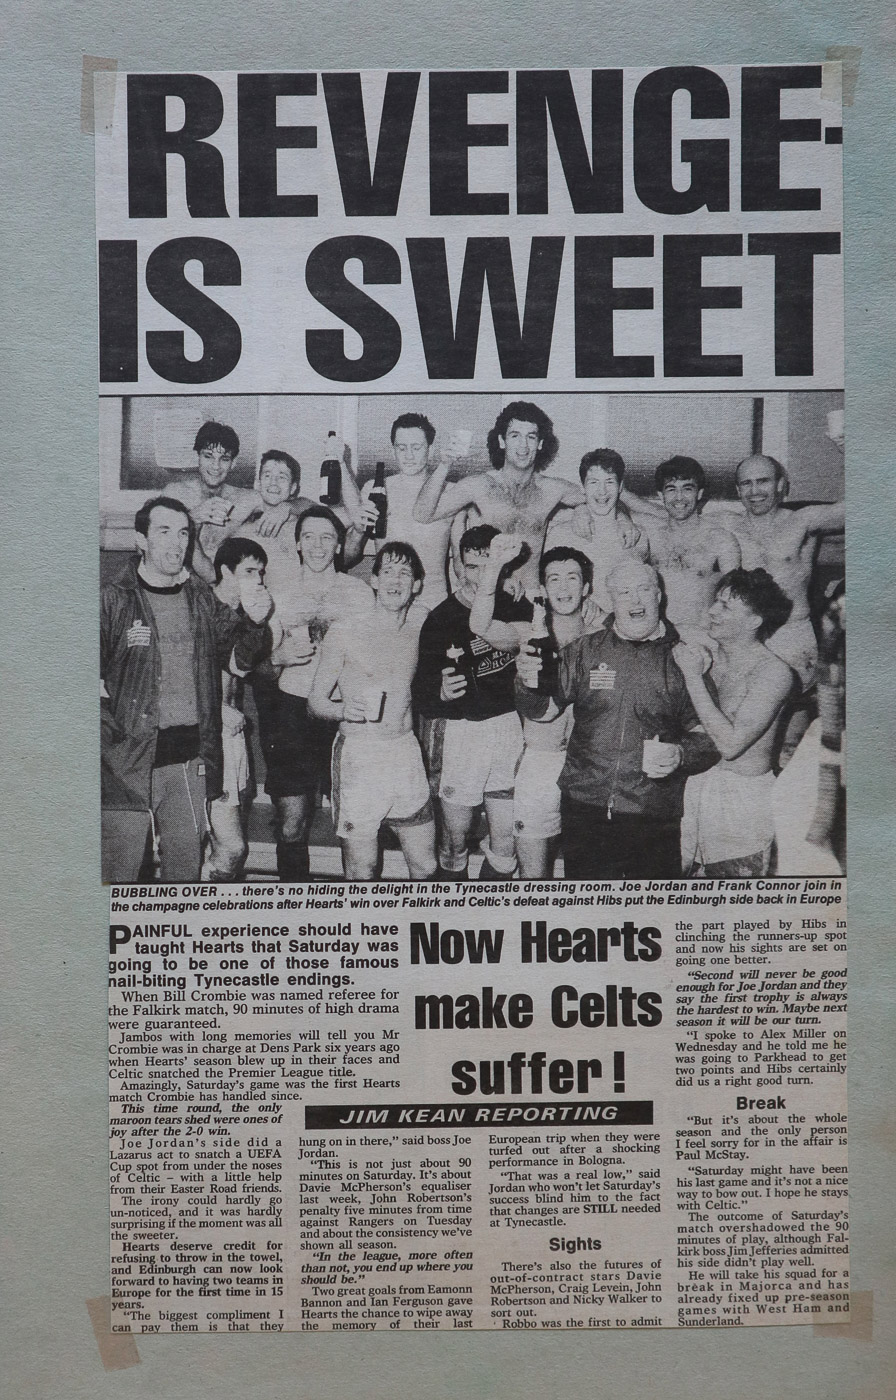 REVENGE
IS SWEET
BUBBLING OVER . . . there's no hiding the delight in the Tynecastle dressing room. Joe Jordan and Frank Connor join in
the champagne celebrations after Hearts' win over Falkirk and Celtic's defeat against Hibs put the Edinburgh side back in Europe
Now Hearts
make Celts
suffer!
JIM KEAN REPORTING
PAINFUL experience should have
taught Hearts that Saturday was
going to be one of those famous
nail-biting Tynecastle endings.
When Bill Crombie was named referee for
the Falkirk match, 90 minutes of high drama
were guaranteed.
Jambos with long memories will tell you Mr
Crombie was in charge at Dens Park six years ago
when Hearts' season blew up in their faces and
Celtic snatched the Premier League title.
Amazingly, Saturday's game was the first Hearts
match Crombie has handled since.
This time round, the only
maroon tears shed were ones of
joy after the 2-0 win.
Joe Jordan's side did a
Lazarus act to snatch a UEFA
Cup spot from under the noses
of Celtic – with a little help
from their Easter Road friends.
The irony could hardly go
un-noticed, and it was hardly
surprising if the moment was all
the sweeter.
Hearts deserve credit for
refusing to throw in the towel,
and Edinburgh can now look
forward to having two teams in
Europe for the first time in 15
years.
"The biggest compliment I
can pay them is that they
hung on in there," said boss Joe
Jordan.
"This is not just about 90
minutes on Saturday. It's about
Davie McPherson's equaliser
last week, John Robertson's
penalty five minutes from time
against Rangers on Tuesday
and about the consistency we've
shown all season.
"In the league, more often
than not, you end up where you
should be."
Two great goals from Eamonn
Bannon and Ian Ferguson gave
Hearts the chance to wipe away
the memory of their last
European trip when they were
turfed out after a shocking
performance in Bologna.
"That was a real low," said
Jordan who won't let Saturday's
success blind him to the fact
that changes are STILL needed
at Tynecastle.
Sights
There's also the futures of
out-of-contract stars Davie
McPherson, Craig Levein, John
Robertson and Nicky Walker to
sort out.
Robbo was the first to admit
the part played by Hibs in
clinching the runners-up spot
and now his sights are set on
going one better.
"Second will never be good
enough for Joe Jordan and they
say the first trophy is always
the hardest to win. Maybe next
season it will be our turn.
"I spoke to Alex Miller on
Wednesday and he told me he
was going to Parkhead to get
two points and Hibs certainly
did us a right good turn.
Break
"But it's about the whole
season and the only person
I feel sorry for in the affair is
Paul McStay.
"Saturday might have been
his last game and it's not a nice
way to bow out. I hope he stays
with Celtic."
The outcome of Saturday's
match overshadowed the 90
minutes of play, although Fal-
kirk boss Jim Jefferies admitted
his side didn't play well.
He will take his squad for a
break in Majorca and has
already fixed up pre-season
games with West Ham and
Sunderland.